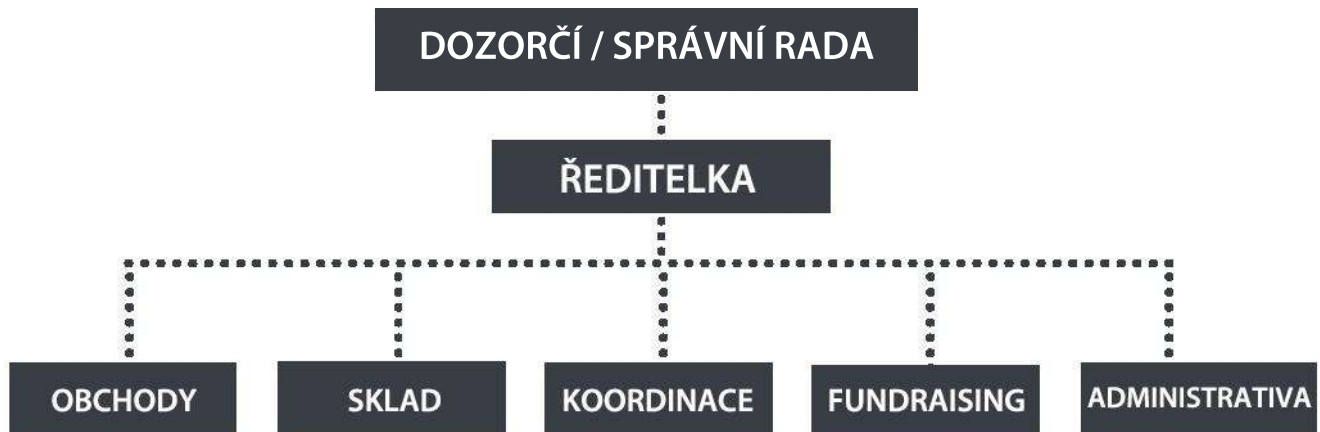 DOZORČÍ / SPRÁVNÍ RADA
ŘEDITELKA
OBCHODY
SKLAD
KOORDINACE
FUNDRAISING
ADMINISTRATIVA